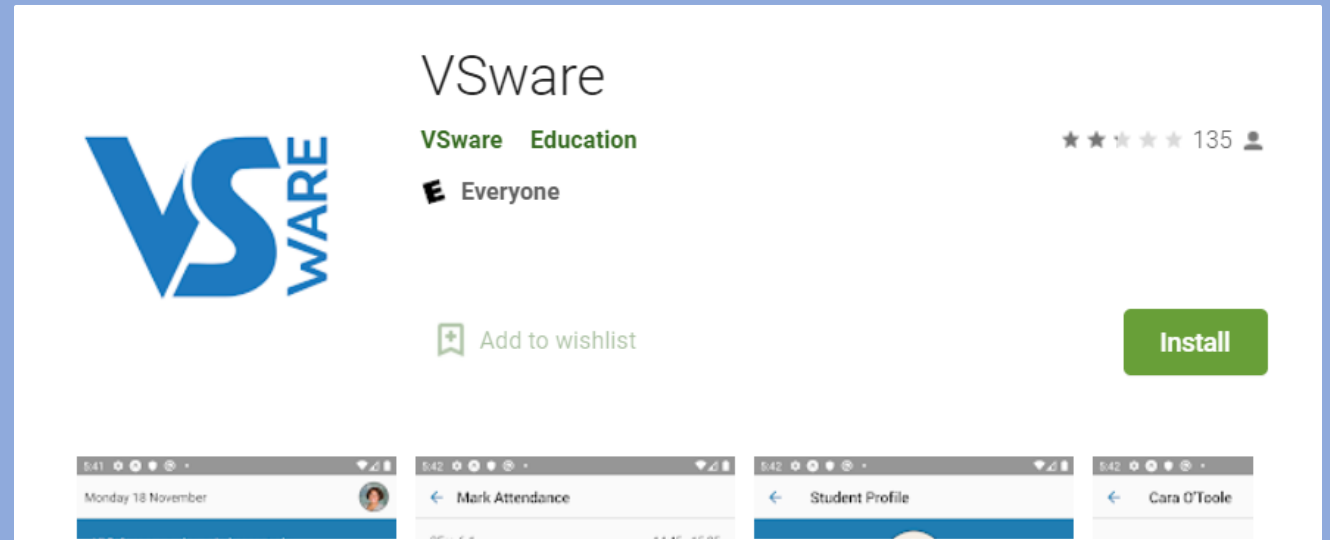 VSware
VS WARE
VSware Education
135
E Everyone
Add to wishlist
Install
5:41
Monday 18 November
5:42
Mark Attendance
5:42
Student Profile
5:42
Cara O'Toole